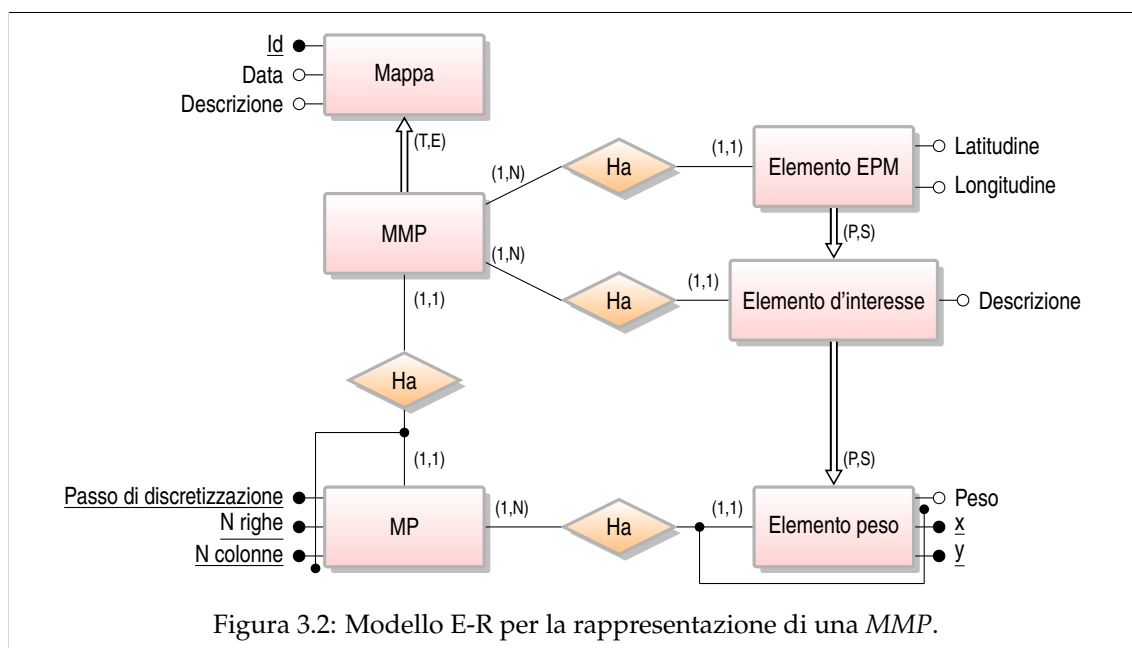 Id
Data
Descrizione
Mappa
(T,E)
(1,N)
Ha
(1,1)
Elemento EPM
Latitudine
Longitudine
MMP
(P,S)
(1,N)
(1,1)
Ha
(1,1)
Elemento d'interesse
Descrizione
Ha
(1,1)
(P,S)
Passo di discretizzazione
N righe
N colonne
MP
(1,N)
Ha
(1,1)
Elemento peso
Peso
x
y
Figura 3.2: Modello E-R per la rappresentazione di una MMP.